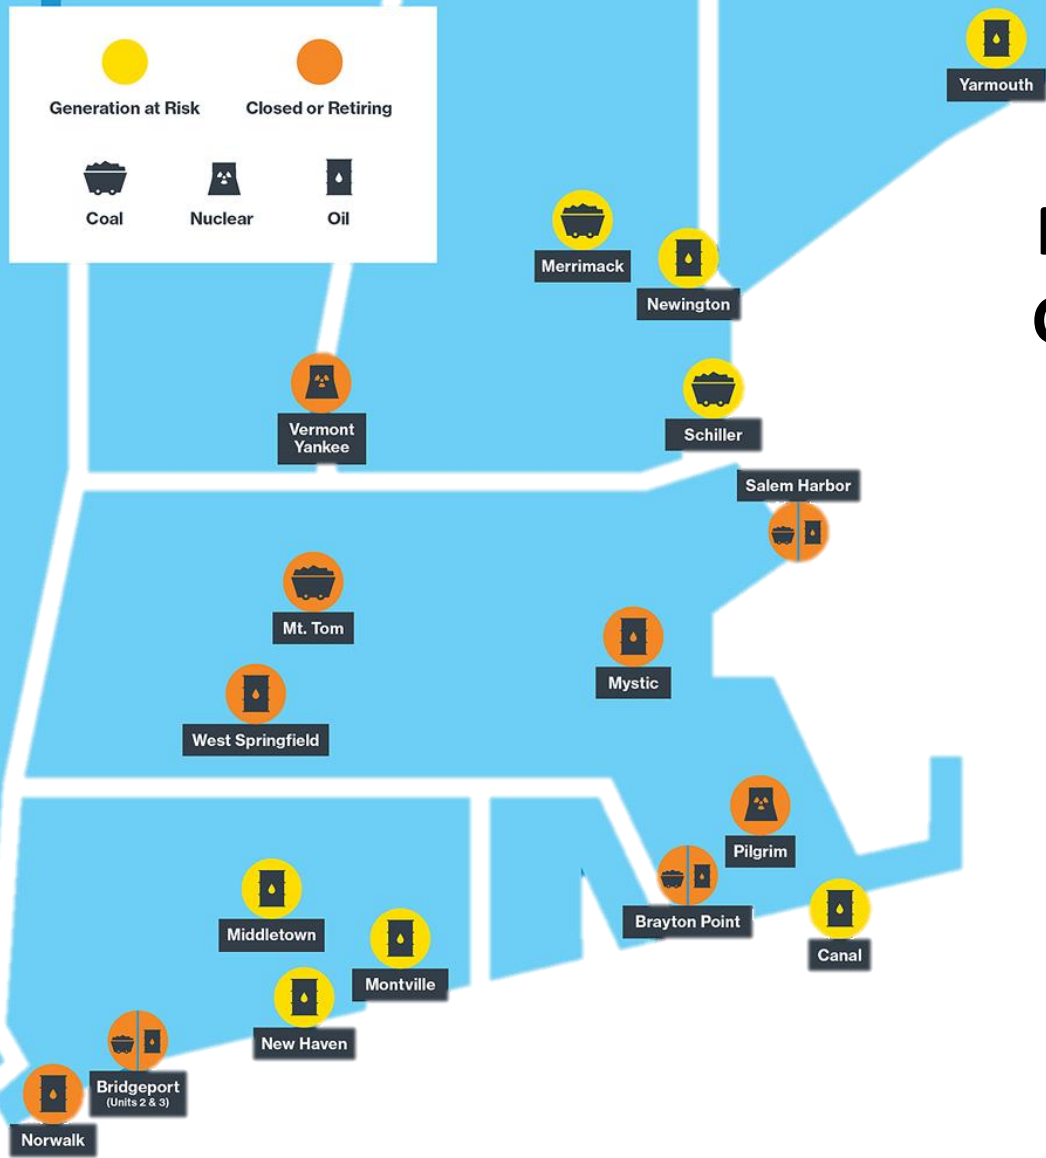 Generation at Risk
Closed or Retiring
Coal
Nuclear
Oil
Yarmouth
Merrimack
Newington
Vermont
Yankee
Schiller
Salem Harbor
Mt. Tom
Mystic
West Springfield
Pilgrim
Brayton Point
Canal
Middletown
Montville
New Haven
Bridgeport
(Units 2 & 3)
Norwalk